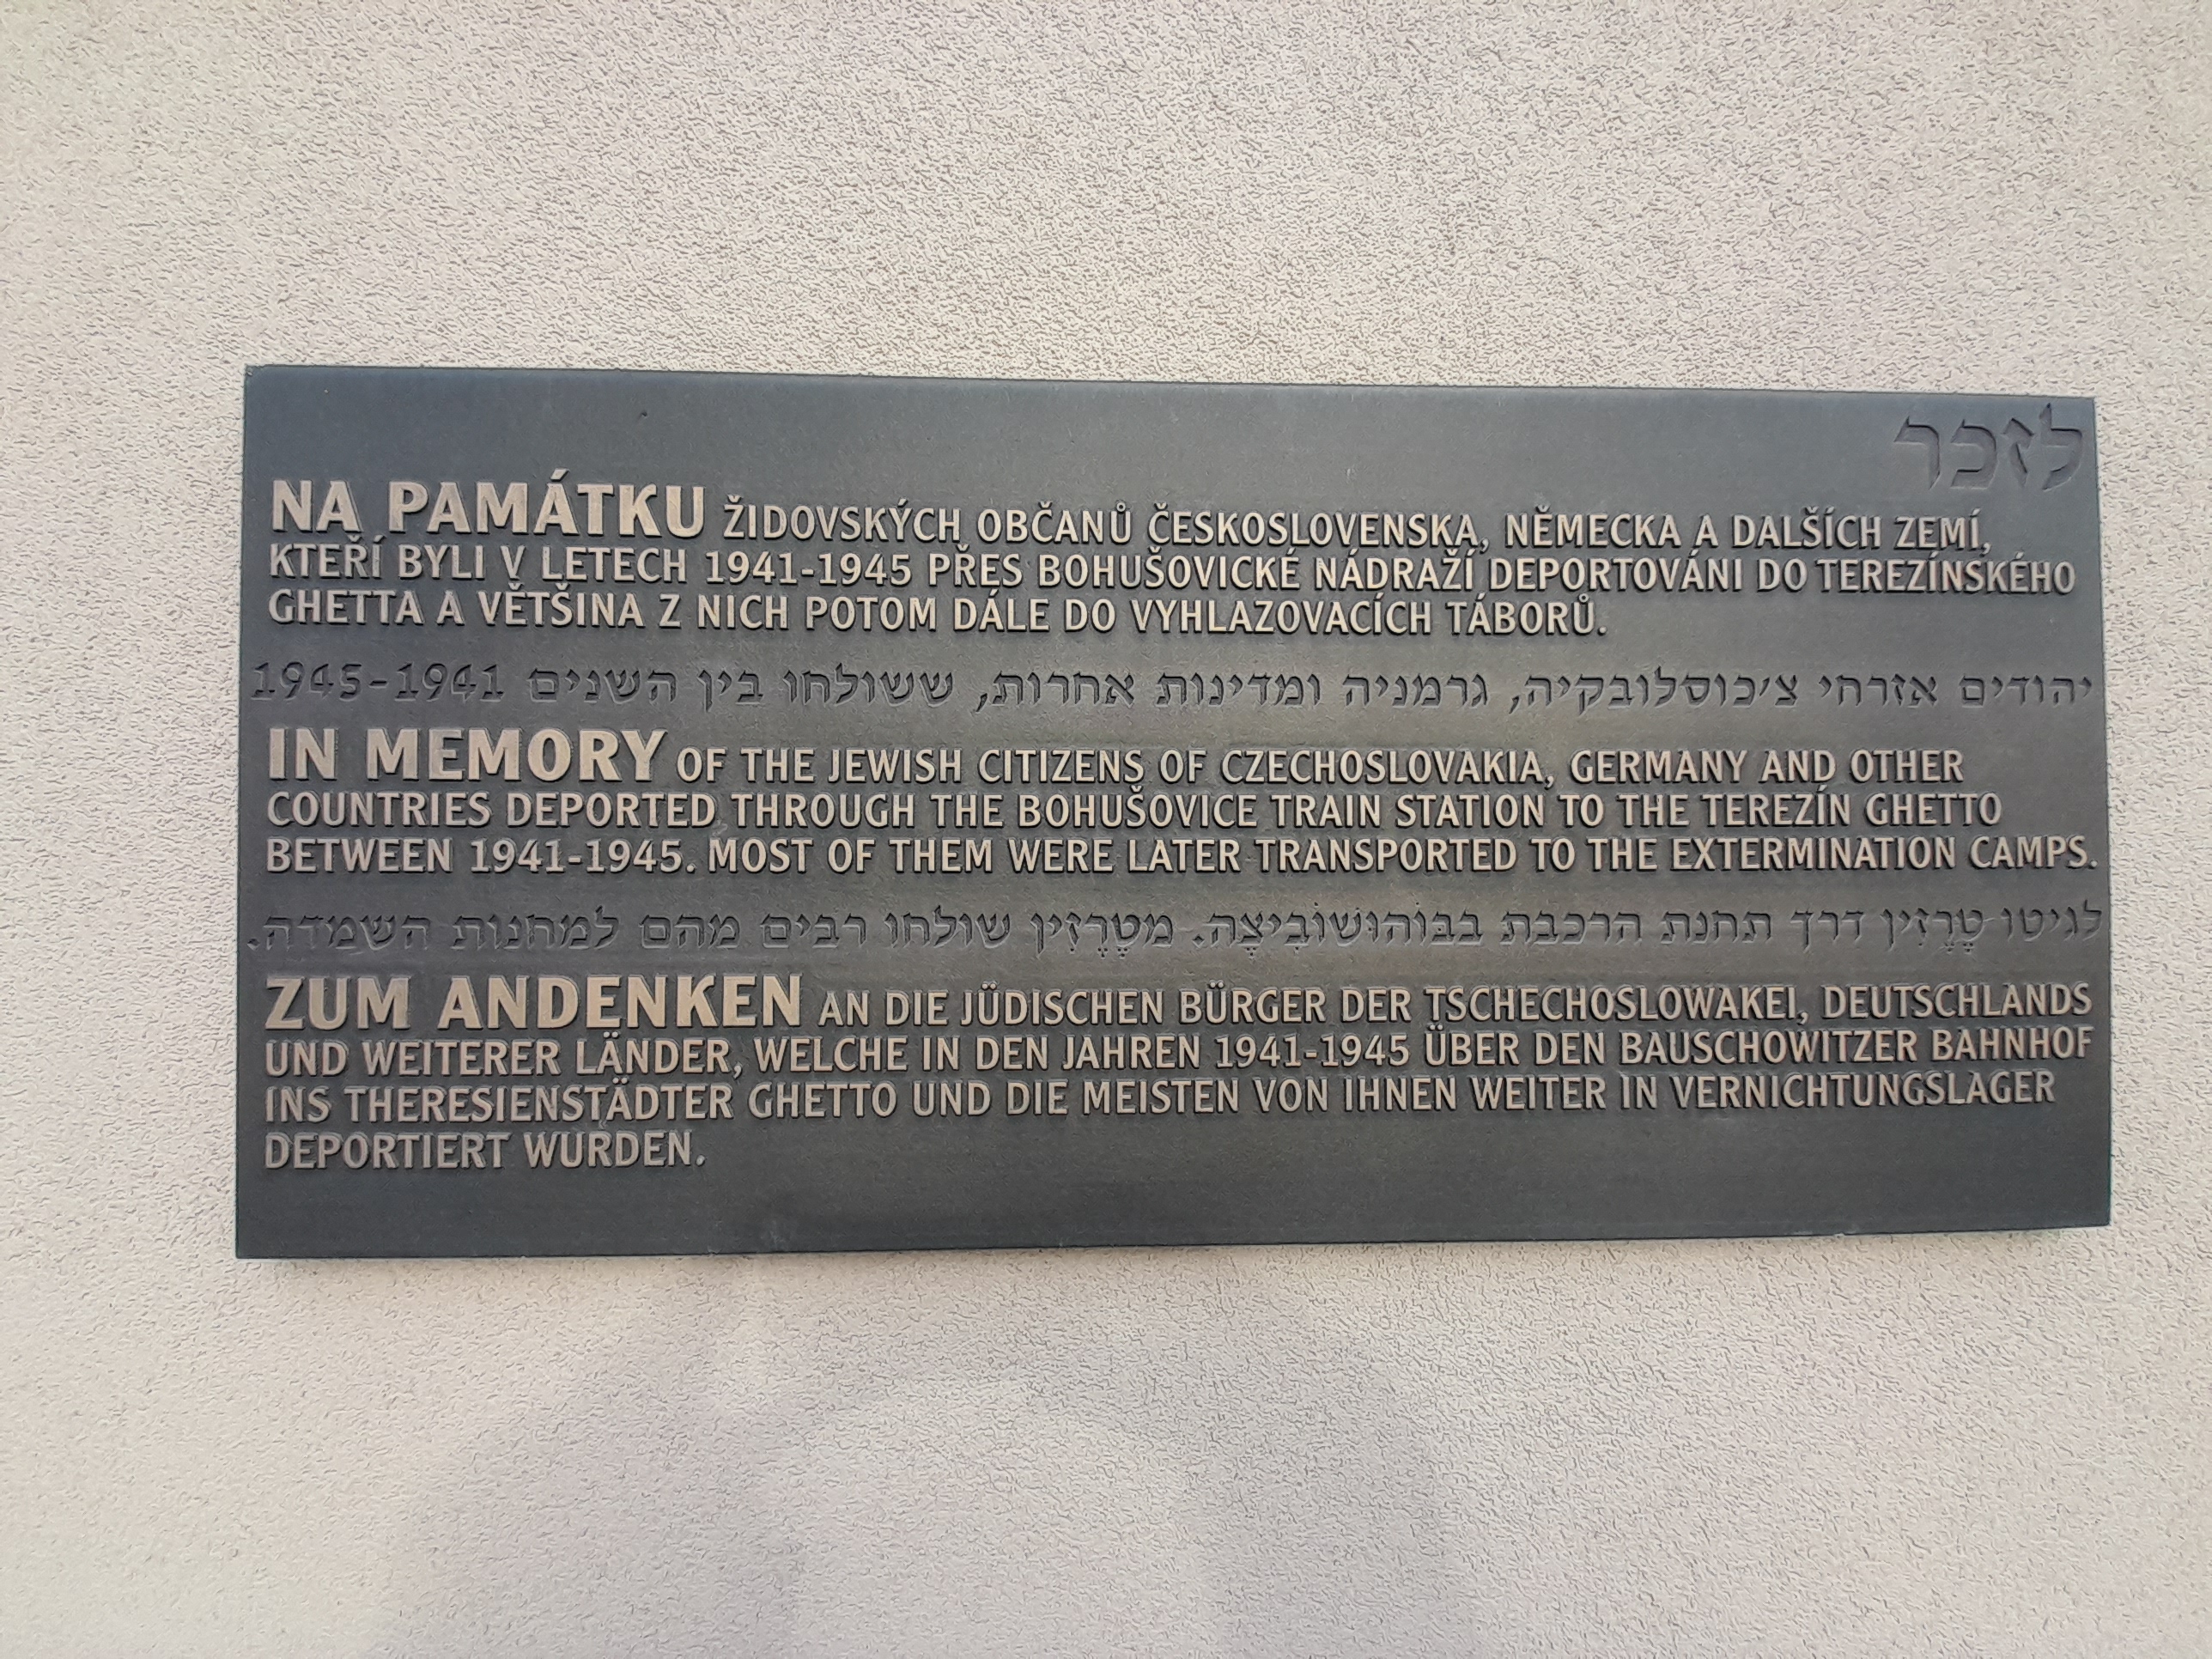 לזכר
NA PAMÁTKU ŽIDOVSKÝCH OBČANŮ ČESKOSLOVENSKA, NĚMECKA A DALŠÍCH ZEMÍ,
KTEŘÍ BYLI V LETECH 1941-1945 PŘES BOHUŠOVICKÉ NÁDRAŽÍ DEPORTOVÁNI DO TEREZÍNSKÉHO
GHETTA A VĚTŠINA Z NICH POTOM DÁLE DO VYHLAZOVACÍCH TÁBORŮ.
יהודים אזרחי צ'כוסלובקיה, גרמניה ומדינות אחרות, ששולחו בין השנים 1945-1941
IN MEMORY OF THE JEWISH CITIZENS OF CZECHOSLOVAKIA, GERMANY AND OTHER
COUNTRIES DEPORTED THROUGH THE BOHUŠOVICE TRAIN STATION TO THE TEREZÍN GHETTO
BETWEEN 1941-1945. MOST OF THEM WERE LATER TRANSPORTED TO THE EXTERMINATION CAMPS.
לגיטו טֶרֶזִין דרך תחנת הרכבת בבּוֹהוּשׁוֹבִיצֶה. מטֶרֶזִין שולחו רבים מהם למחנות השמדה.
ZUM ANDENKEN AN DIE JÜDISCHEN BÜRGER DER TSCHECHOSLOWAKEI, DEUTSCHLANDS
UND WEITERER LÄNDER, WELCHE IN DEN JAHREN 1941-1945 ÜBER DEN BAUSCHOWITZER BAHNHOF
INS THERESIENSTÄDTER GHETTO UND DIE MEISTEN VON IHNEN WEITER IN VERNICHTUNGSLAGER
DEPORTIERT WURDEN.